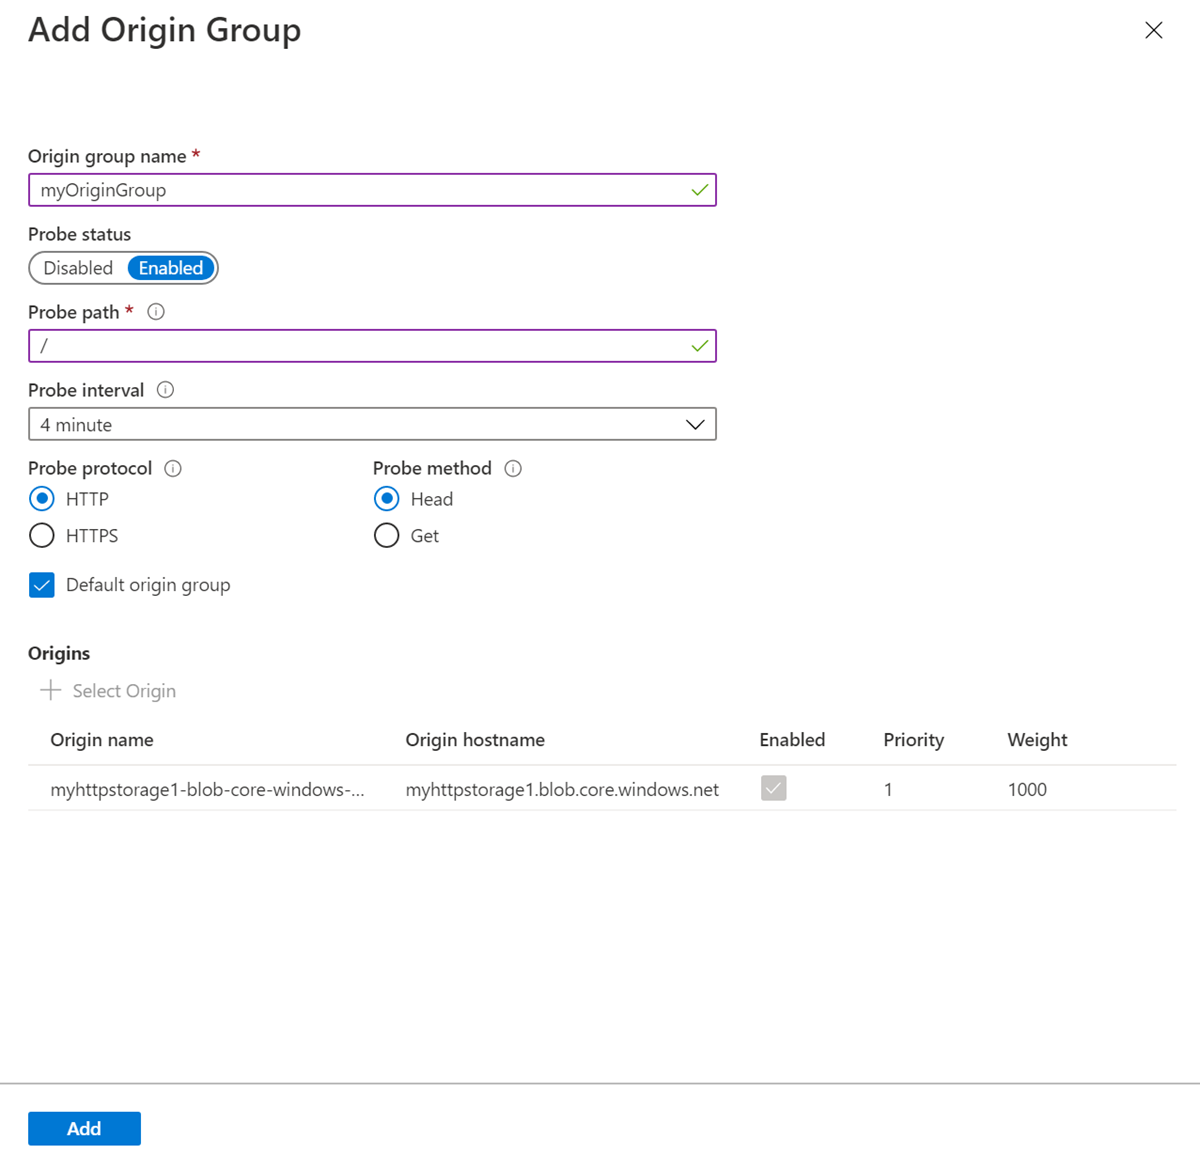 Add Origin Group
Origin group name *
myOriginGroup
Probe status
Disabled Enabled
Probe path *
/
Probe interval
4 minute
Probe protocol Probe method
HTTP Head
HTTPS Get
Default origin group
Origins
Select Origin
Origin name Origin hostname Enabled Priority Weight
myhttpstorage1-blob-core-windows-... myhttpstorage1.blob.core.windows.net 1 1000
Add